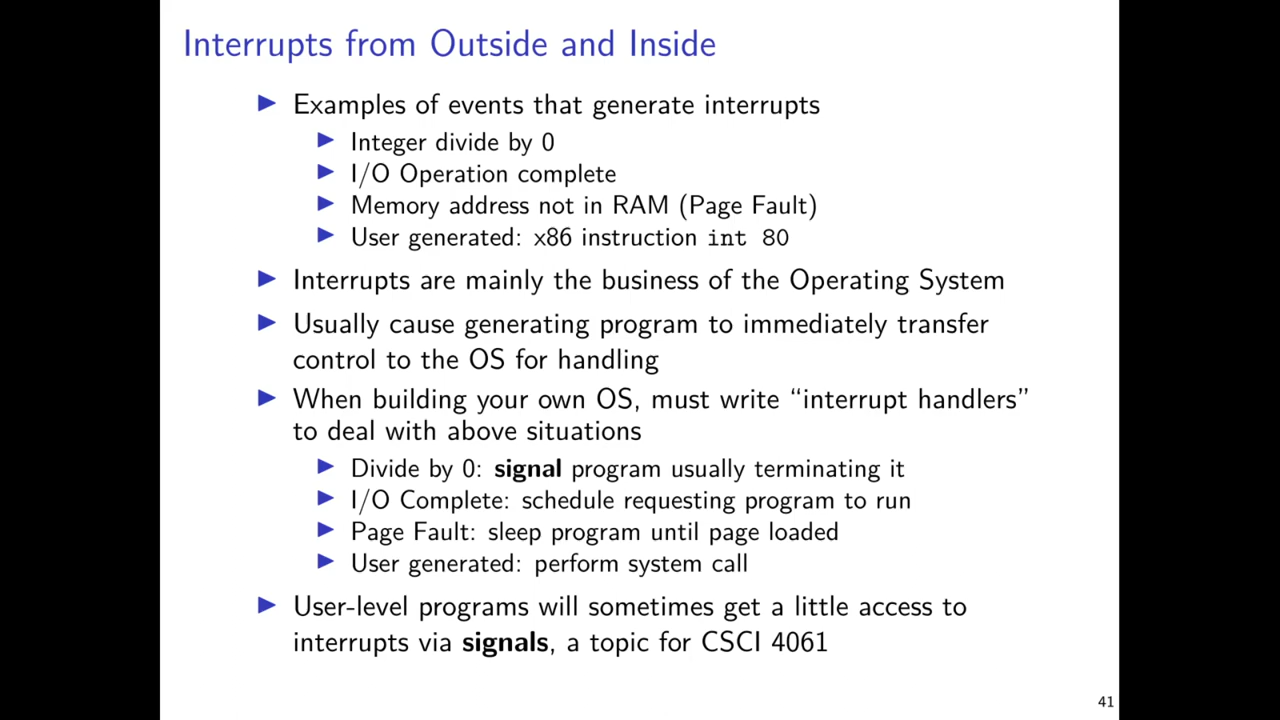 Interrupts from Outside and Inside
Examples of events that generate interrupts
Integer divide by 0
I/O Operation complete
Memory address not in RAM (Page Fault)
User generated: x86 instruction int 80
Interrupts are mainly the business of the Operating System
Usually cause generating program to immediately transfer
control to the OS for handling
When building your own OS, must write “interrupt handlers”
to deal with above situations
Divide by 0: signal program usually terminating it
I/O Complete: schedule requesting program to run
Page Fault: sleep program until page loaded
User generated: perform system call
User-level programs will sometimes get a little access to
interrupts via signals, a topic for CSCI 4061
41